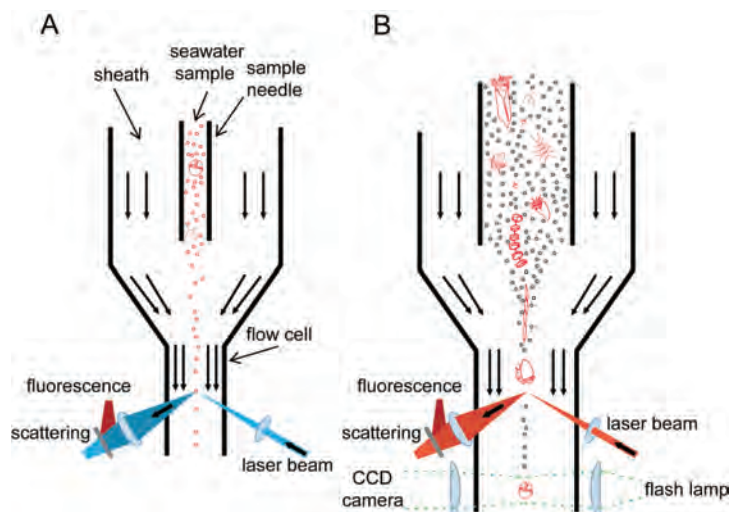 A
seawater
sample
sheath
sample
needle
flow cell
fluorescence
scattering
laser beam
B
fluorescence
scattering
laser beam
CCD
camera
flash lamp